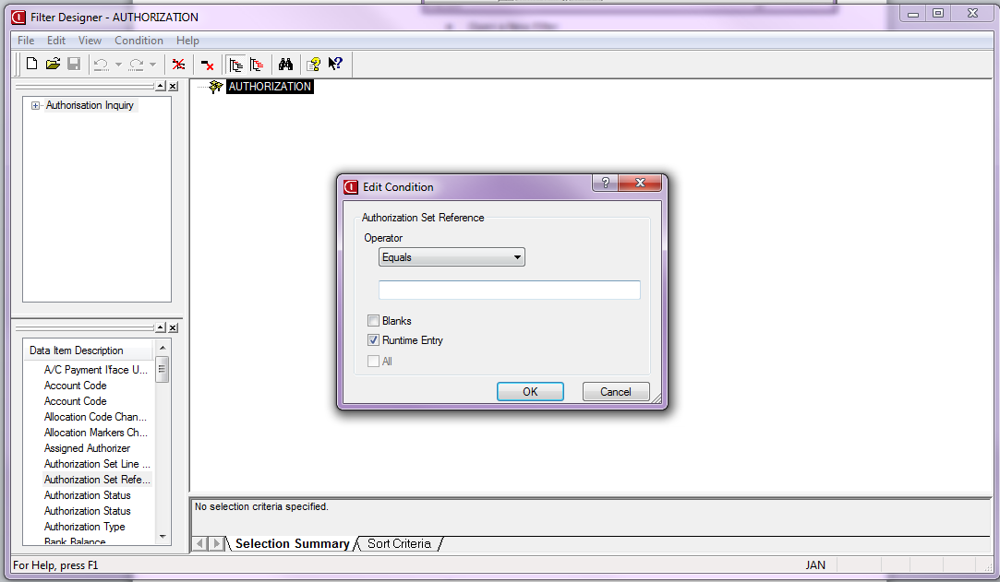 Filter Designer - AUTHORIZATION
File Edit View Condition Help
AUTHORIZATION
Authorisation Inquiry
Edit Condition
Authorization Set Reference
Operator
Equals
Blanks
Runtime Entry
All
OK Cancel
Data Item Description
A/C Payment I'face U...
Account Code
Account Code
Allocation Code Chan...
Allocation Markers Ch...
Assigned Authorizer
Authorization Set Line ...
Authorization Set Refe...
Authorization Status
Authorization Status
Authorization Type
Bank Balance
No selection criteria specified.
Selection Summary Sort Criteria
For Help, press F1 JAN